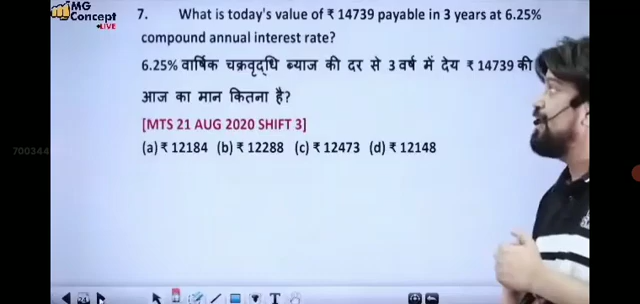 MG
Concept
LIVE
7. What is today's value of ₹ 14739 payable in 3 years at 6.25%
compound annual interest rate?
6.25% वार्षिक चक्रवृद्धि ब्याज की दर से 3 वर्ष में देय ₹ 14739 की
आज का मान कितना है?
[MTS 21 AUG 2020 SHIFT 3]
(a) ₹ 12184 (b) ₹ 12288 (c) ₹ 12473 (d) ₹ 12148
700344
24
T